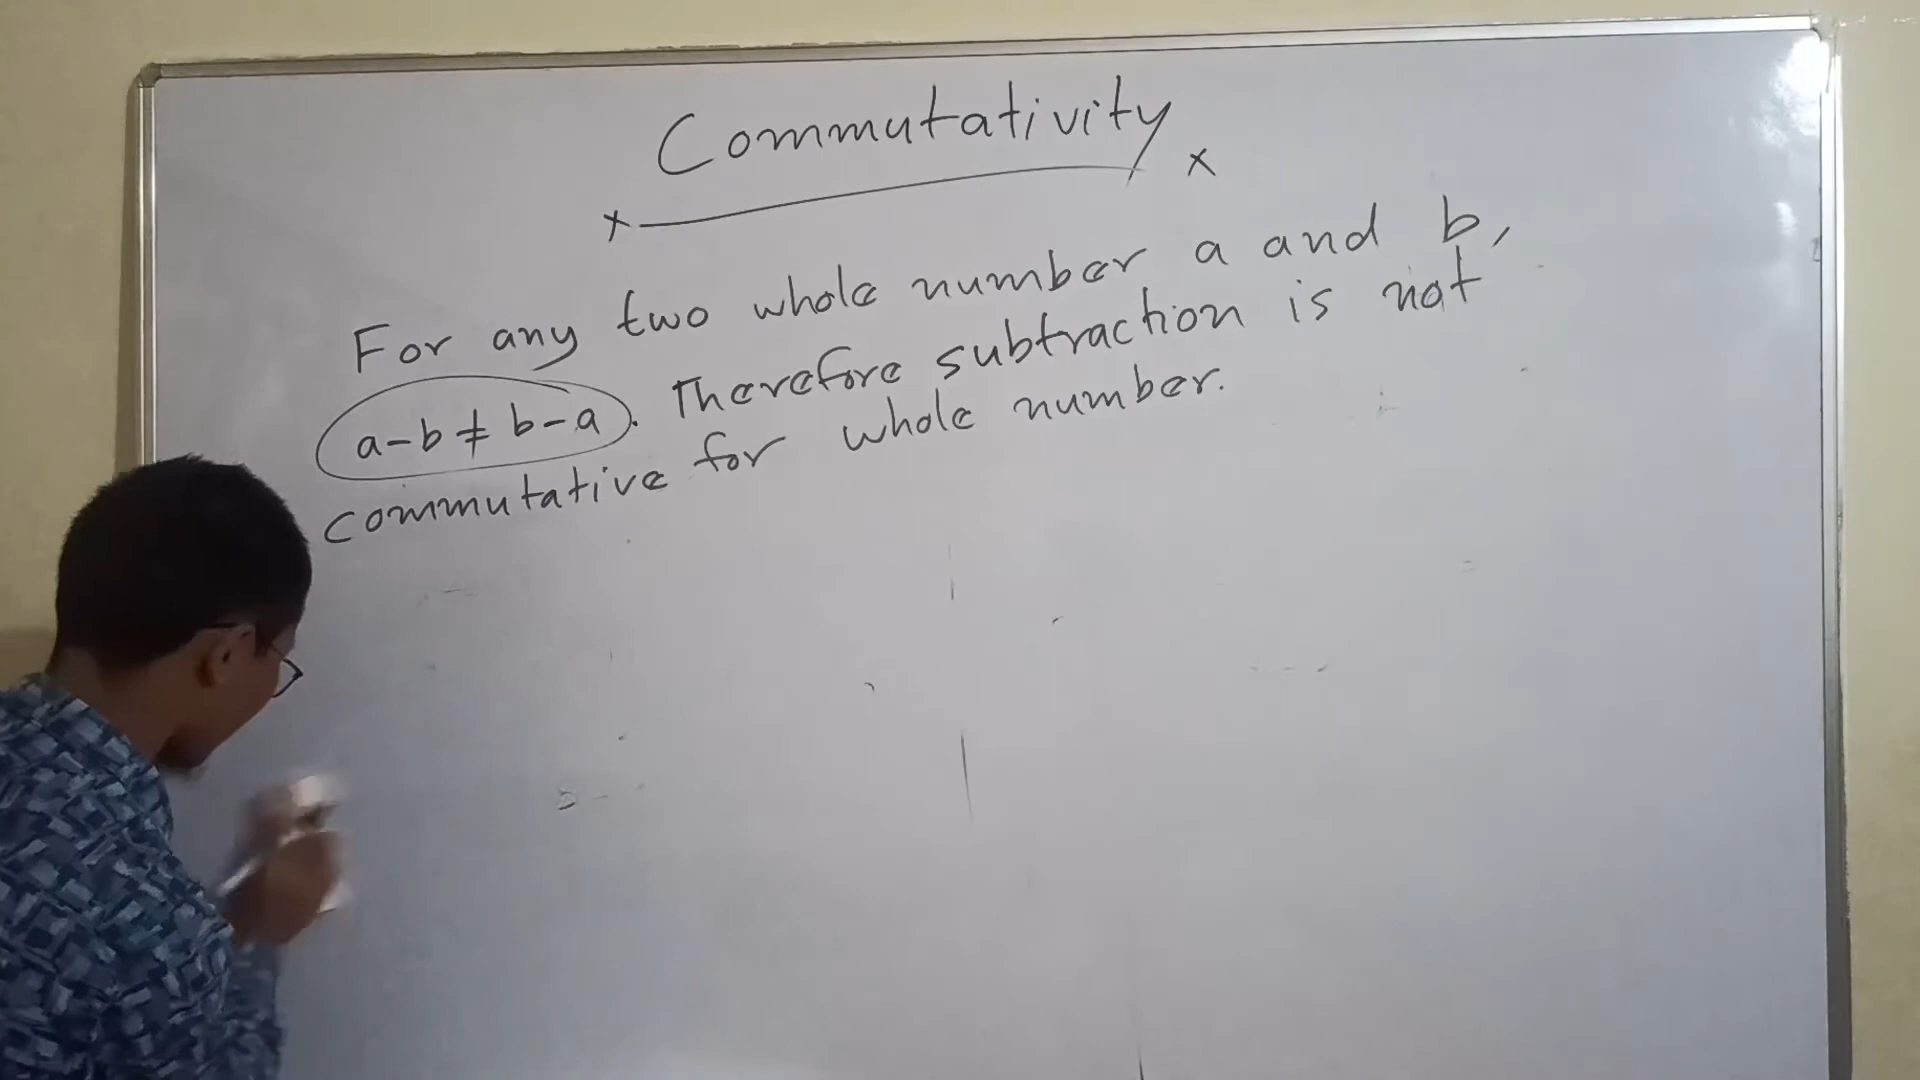 Commutativity
For any two whole number a and b,
a-b ≠ b-a. Therefore subtraction is not
commutative for whole number.